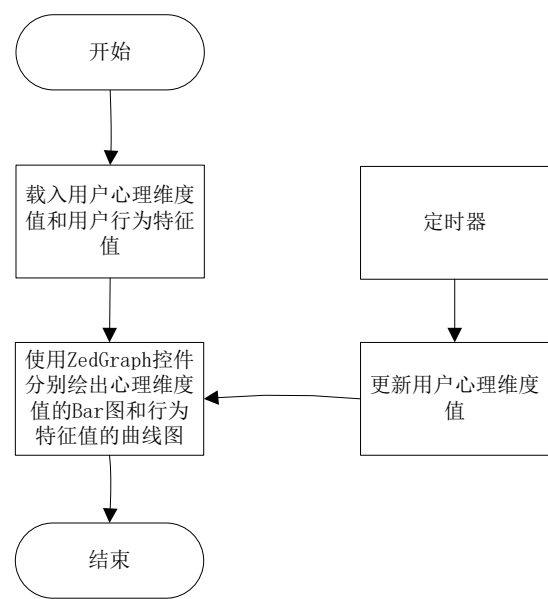 开始
载入用户心理维度
值和用户行为特征
值
定时器
使用ZedGraph控件
分别绘出心理维度
值的Bar图和行为
特征值的曲线图
更新用户心理维度
值
结束